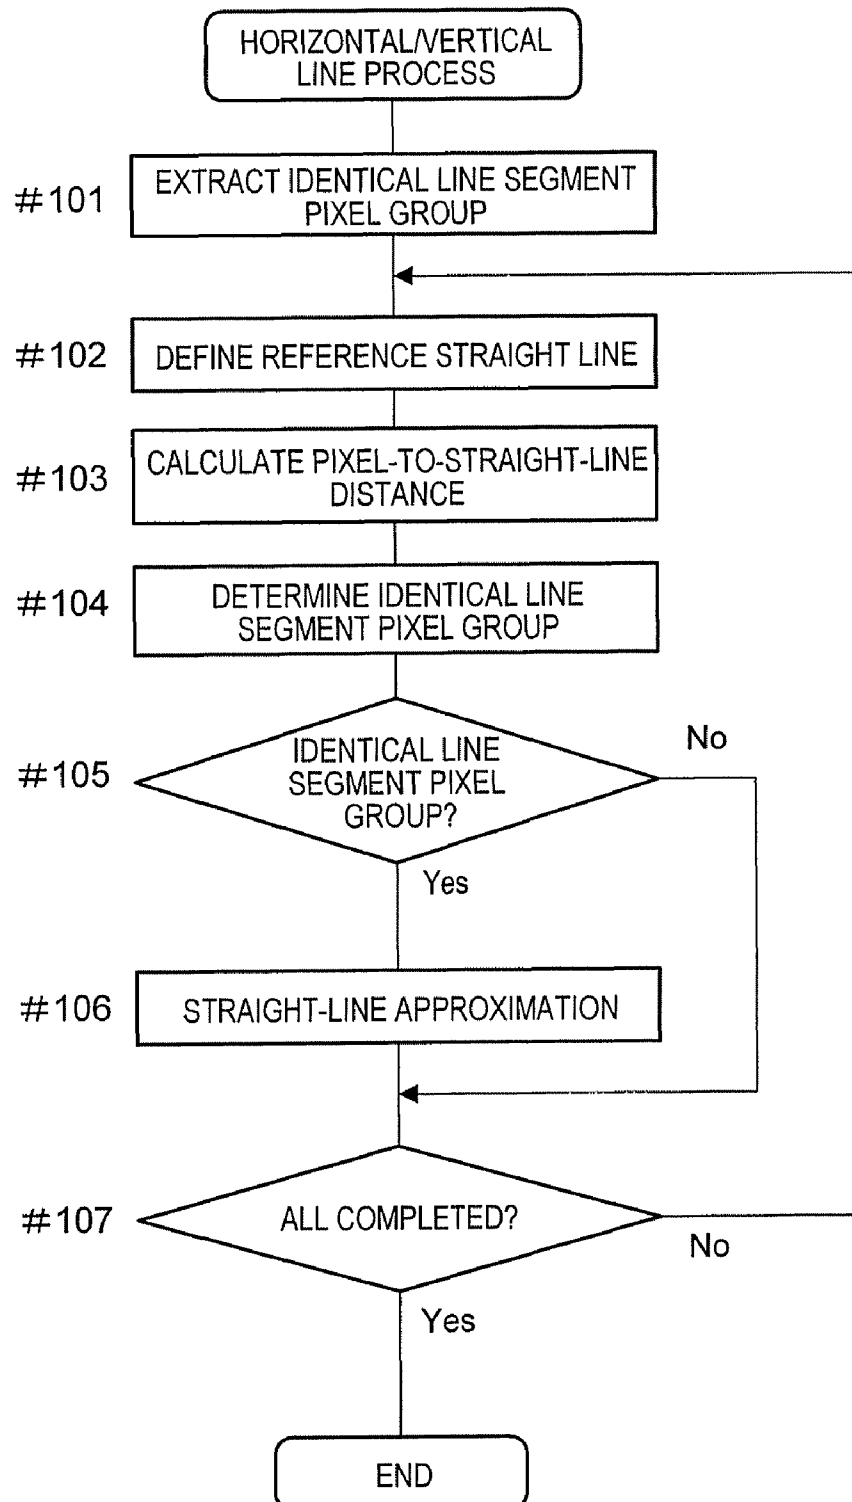 HORIZONTAL/VERTICAL
LINE PROCESS
#101
EXTRACT IDENTICAL LINE SEGMENT
PIXEL GROUP
#102
DEFINE REFERENCE STRAIGHT LINE
#103
CALCULATE PIXEL-TO-STRAIGHT-LINE
DISTANCE
#104
DETERMINE IDENTICAL LINE
SEGMENT PIXEL GROUP
#105
IDENTICAL LINE
SEGMENT PIXEL
GROUP?
No
Yes
#106
STRAIGHT-LINE APPROXIMATION
#107
ALL COMPLETED?
No
Yes
END